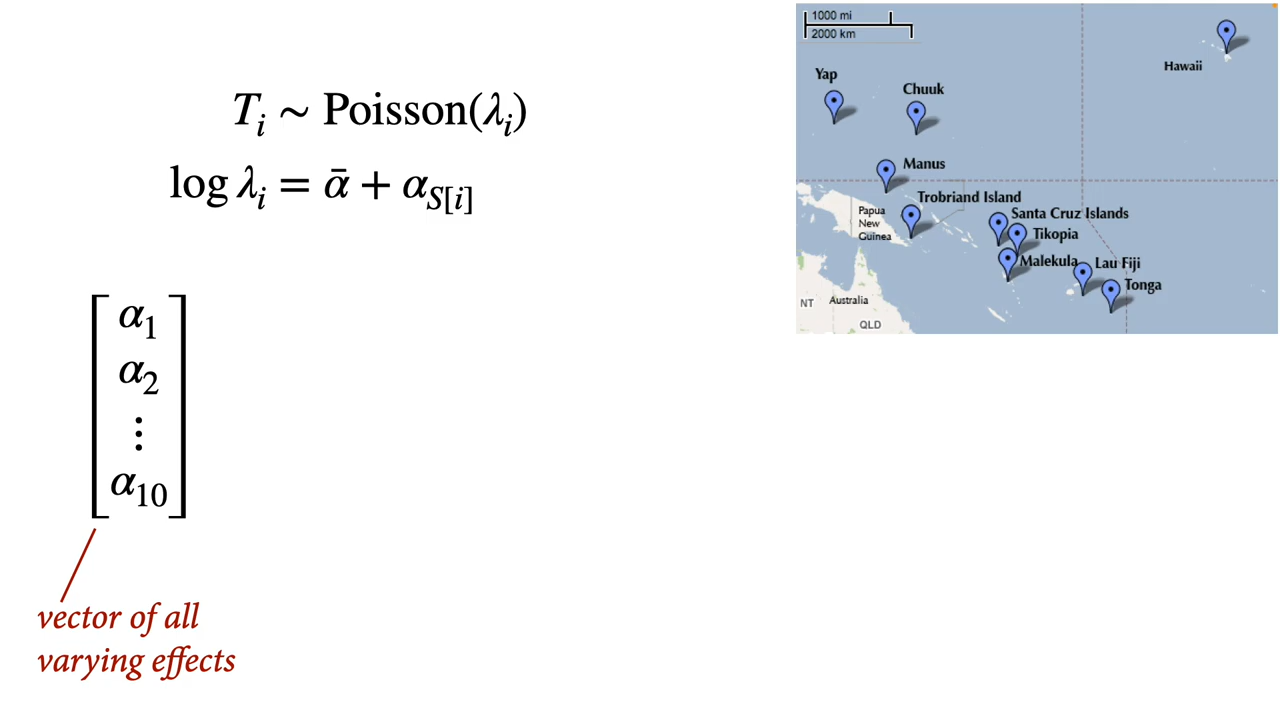 T_i ∼ Poisson(λ_i)
log λ_i = ᾱ + α_{S[i]}
α_1
α_2
⋮
α_10
vector of all
varying effects
1000 mi
2000 km
Hawaii
Yap
Chuuk
Manus
Trobriand Island
Papua
New
Guinea
Santa Cruz Islands
Tikopia
Malekula
Lau Fiji
Tonga
NT
Australia
QLD